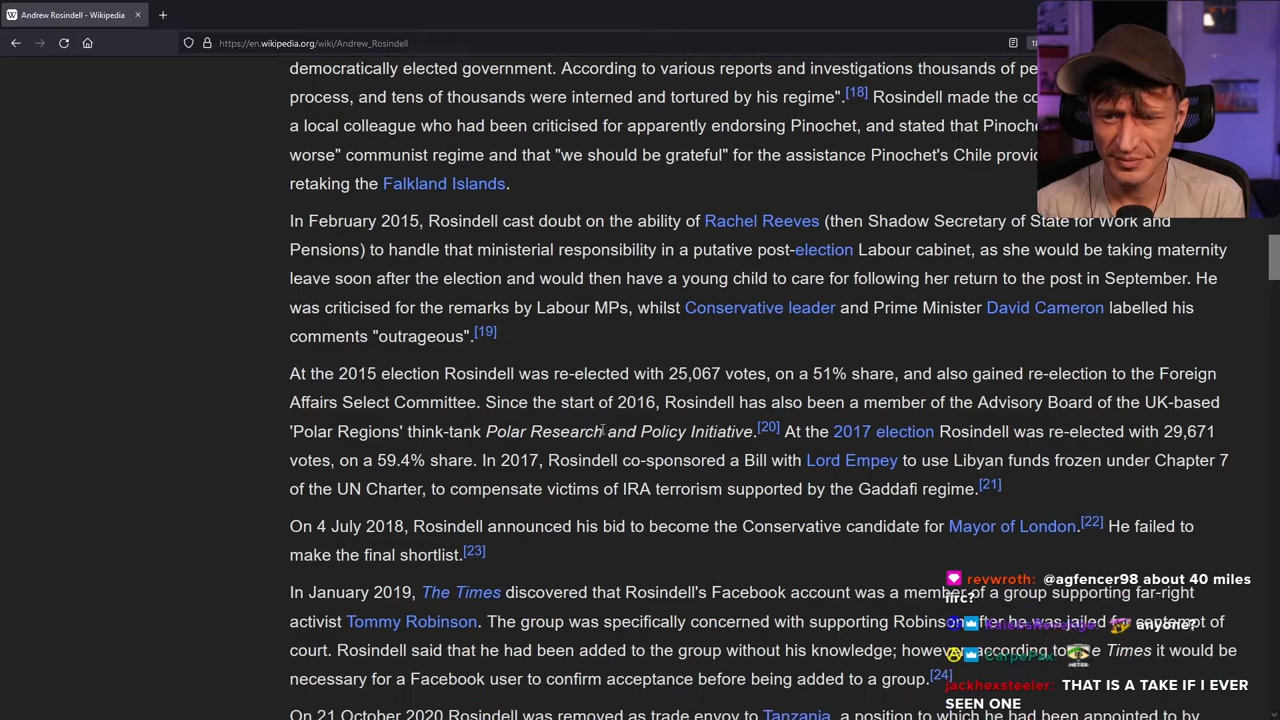 Andrew Rosindell - Wikipedia
https://en.wikipedia.org/wiki/Andrew_Rosindell
democratically elected government. According to various reports and investigations thousands of pe
process, and tens of thousands were interned and tortured by his regime".[18] Rosindell made the co
a local colleague who had been criticised for apparently endorsing Pinochet, and stated that Pinoche
worse" communist regime and that "we should be grateful" for the assistance Pinochet's Chile provid
retaking the Falkland Islands.
In February 2015, Rosindell cast doubt on the ability of Rachel Reeves (then Shadow Secretary of State for Work and
Pensions) to handle that ministerial responsibility in a putative post-election Labour cabinet, as she would be taking maternity
leave soon after the election and would then have a young child to care for following her return to the post in September. He
was criticised for the remarks by Labour MPs, whilst Conservative leader and Prime Minister David Cameron labelled his
comments "outrageous".[19]
At the 2015 election Rosindell was re-elected with 25,067 votes, on a 51% share, and also gained re-election to the Foreign
Affairs Select Committee. Since the start of 2016, Rosindell has also been a member of the Advisory Board of the UK-based
'Polar Regions' think-tank Polar Research and Policy Initiative.[20] At the 2017 election Rosindell was re-elected with 29,671
votes, on a 59.4% share. In 2017, Rosindell co-sponsored a Bill with Lord Empey to use Libyan funds frozen under Chapter 7
of the UN Charter, to compensate victims of IRA terrorism supported by the Gaddafi regime.[21]
On 4 July 2018, Rosindell announced his bid to become the Conservative candidate for Mayor of London.[22] He failed to
make the final shortlist.[23]
In January 2019, The Times discovered that Rosindell's Facebook account was a member of a group supporting far-right
activist Tommy Robinson. The group was specifically concerned with supporting Robinson after he was jailed for contempt of
court. Rosindell said that he had been added to the group without his knowledge; however, according to The Times it would be
necessary for a Facebook user to confirm acceptance before being added to a group.[24]
On 21 October 2020 Rosindell was removed as trade envoy to Tanzania, a position to which he had been appointed by
revwroth: @agfencer98 about 40 miles
iirc?
anyone?
CarpePax:
jackhexsteeler: THAT IS A TAKE IF I EVER
SEEN ONE